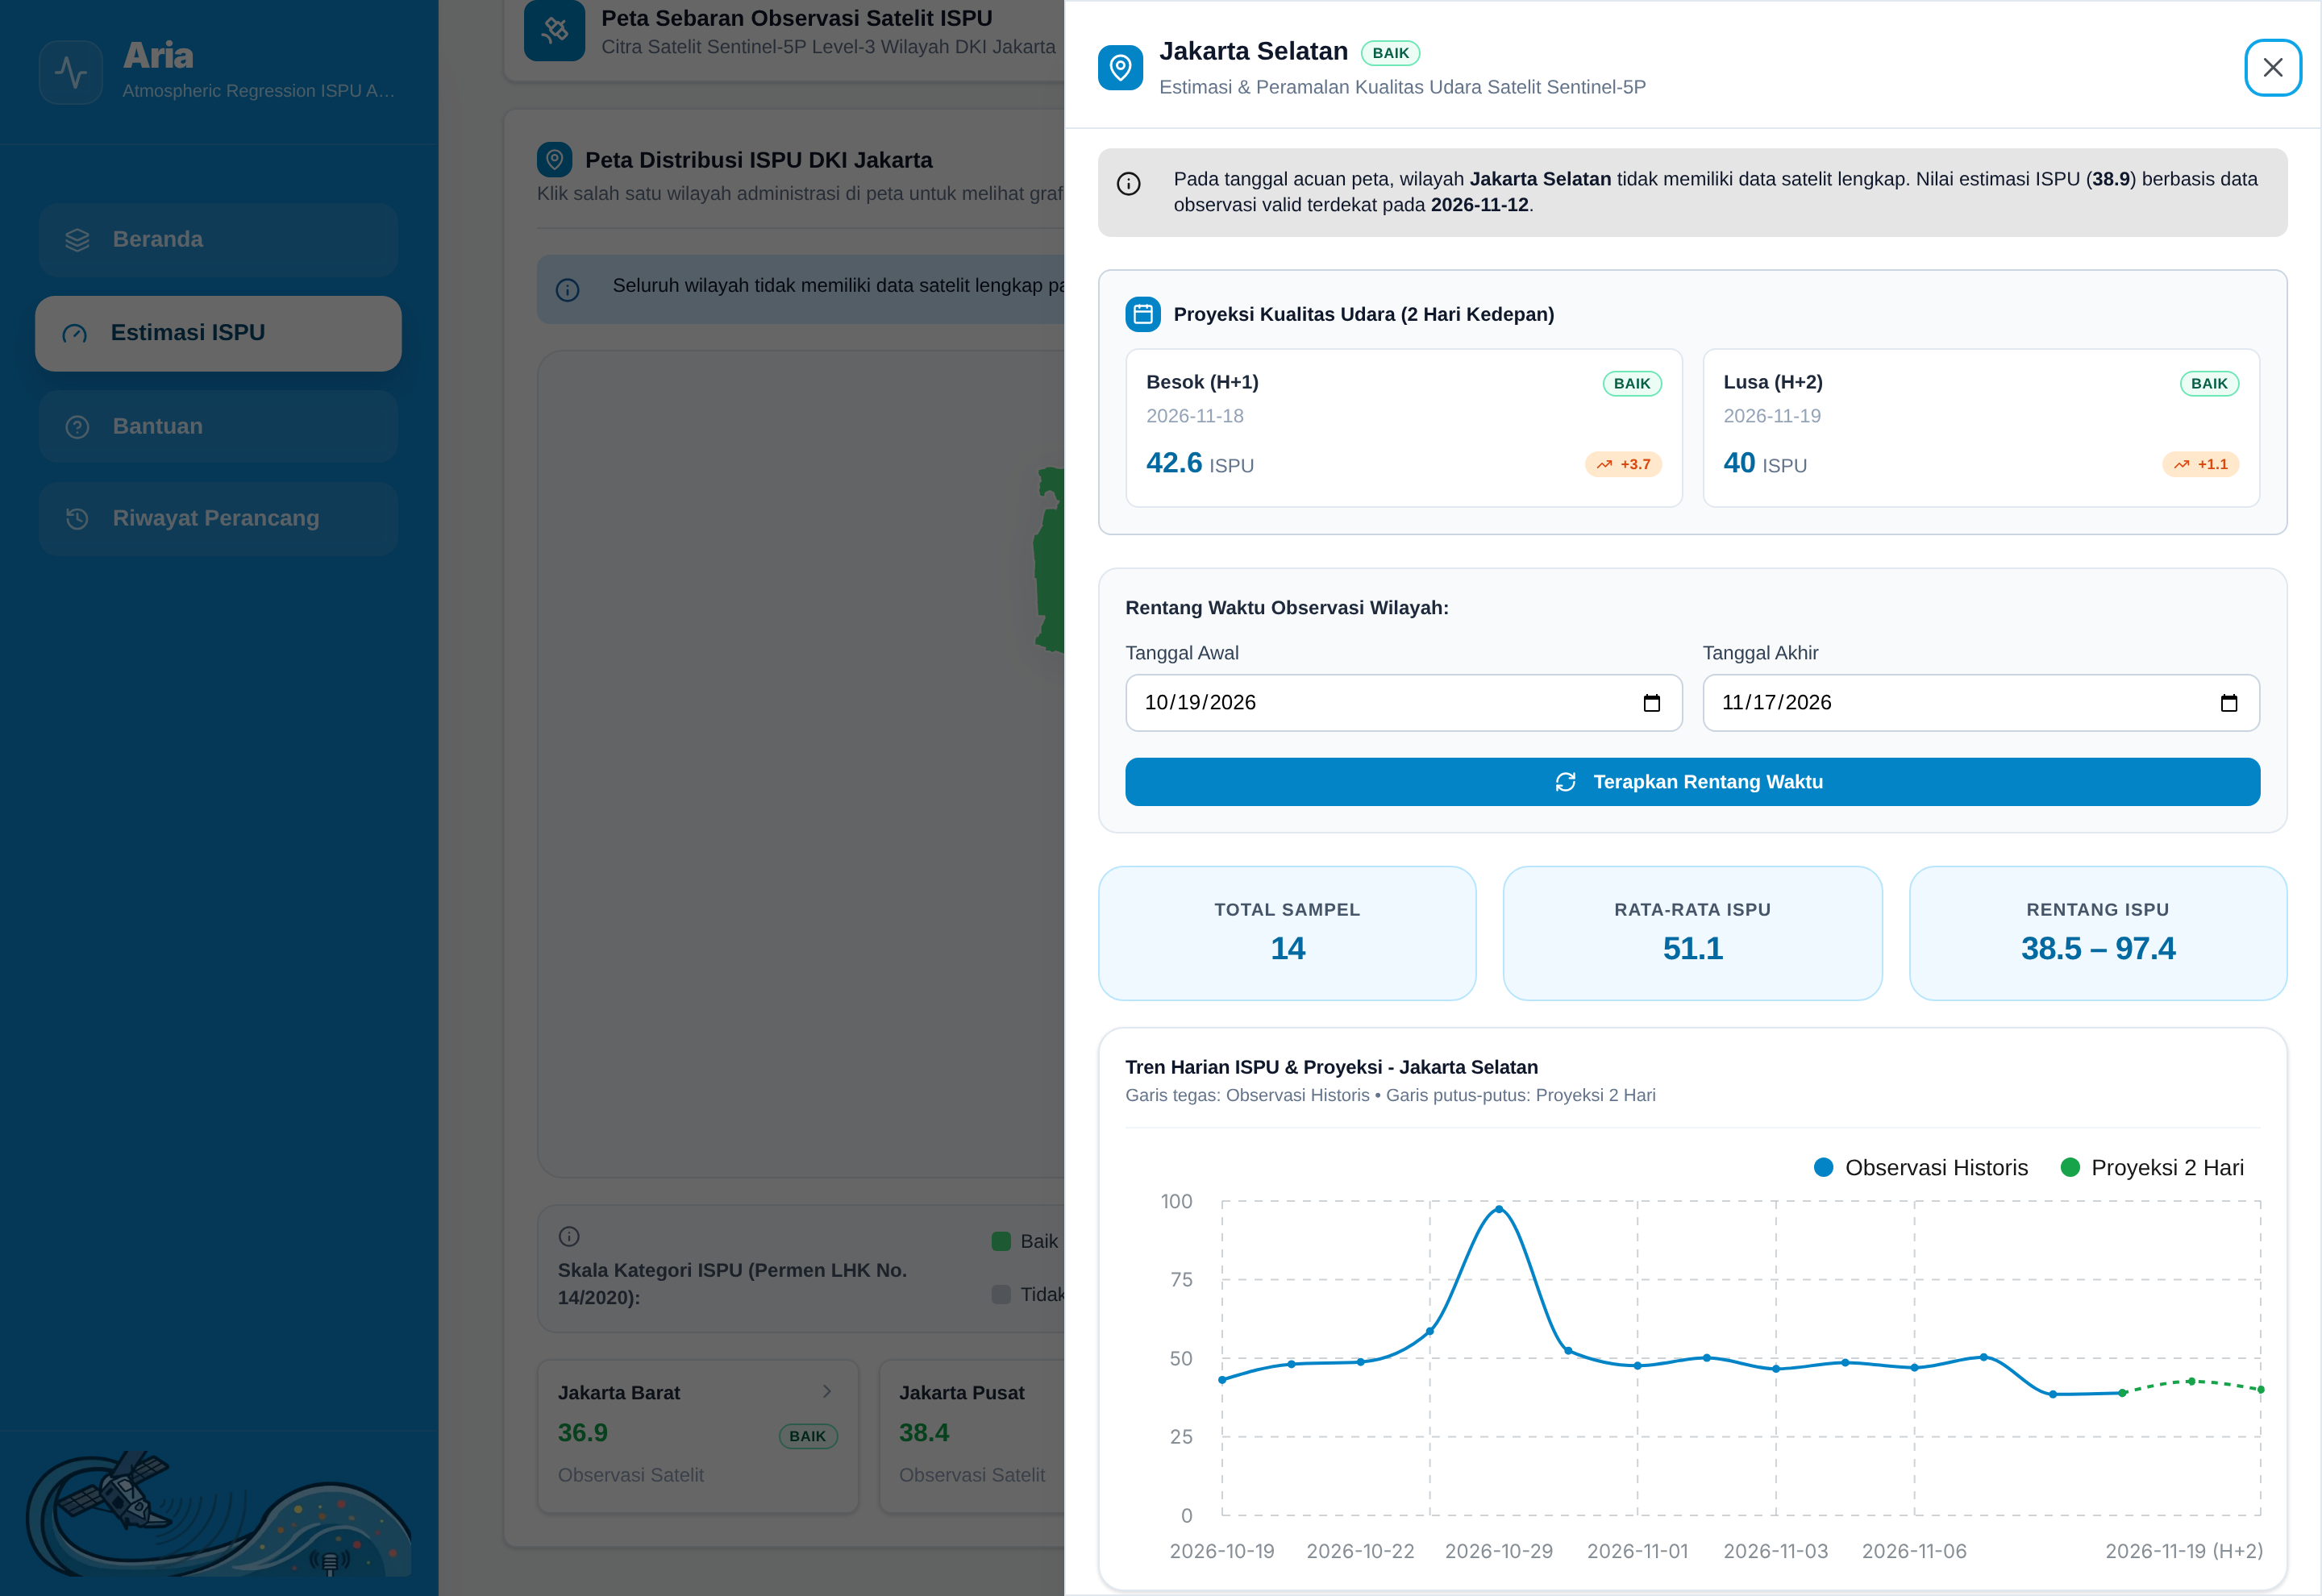 Aria
Atmospheric Regression ISPU A...
Beranda
Estimasi ISPU
Bantuan
Riwayat Perancang
Peta Sebaran Observasi Satelit ISPU
Citra Satelit Sentinel-5P Level-3 Wilayah DKI Jakarta
Peta Distribusi ISPU DKI Jakarta
Klik salah satu wilayah administrasi di peta untuk melihat graf
Seluruh wilayah tidak memiliki data satelit lengkap pa
Skala Kategori ISPU (Permen LHK No.
14/2020):
Baik
Tidak
Jakarta Barat
36.9
BAIK
Observasi Satelit
Jakarta Pusat
38.4
Observasi Satelit
Jakarta Selatan
BAIK
Estimasi & Peramalan Kualitas Udara Satelit Sentinel-5P
Pada tanggal acuan peta, wilayah Jakarta Selatan tidak memiliki data satelit lengkap. Nilai estimasi ISPU (38.9) berbasis data
observasi valid terdekat pada 2026-11-12.
Proyeksi Kualitas Udara (2 Hari Kedepan)
Besok (H+1)
BAIK
2026-11-18
42.6 ISPU
+3.7
Lusa (H+2)
BAIK
2026-11-19
40 ISPU
+1.1
Rentang Waktu Observasi Wilayah:
Tanggal Awal
Tanggal Akhir
10/19/2026
11/17/2026
Terapkan Rentang Waktu
TOTAL SAMPEL
14
RATA-RATA ISPU
51.1
RENTANG ISPU
38.5 – 97.4
Tren Harian ISPU & Proyeksi - Jakarta Selatan
Garis tegas: Observasi Historis • Garis putus-putus: Proyeksi 2 Hari
Observasi Historis
Proyeksi 2 Hari
100
75
50
25
0
2026-10-19
2026-10-22
2026-10-29
2026-11-01
2026-11-03
2026-11-06
2026-11-19 (H+2)